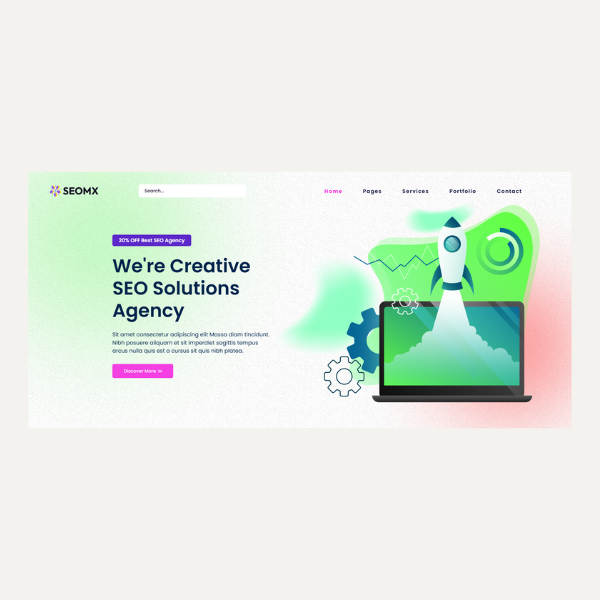 SEOMX
Search...
Home
Pages
Services
Portfolio
Contact
20% OFF Best SEO Agency
We're Creative
SEO Solutions
Agency
Sit amet consectetur adipiscing elit Massa diam tincidunt.
Nibh posuere aliquam et sit imperdiet sagittis tempus
arcus nulla quis est a cursus sit quis nibh platea.
Discover More >>